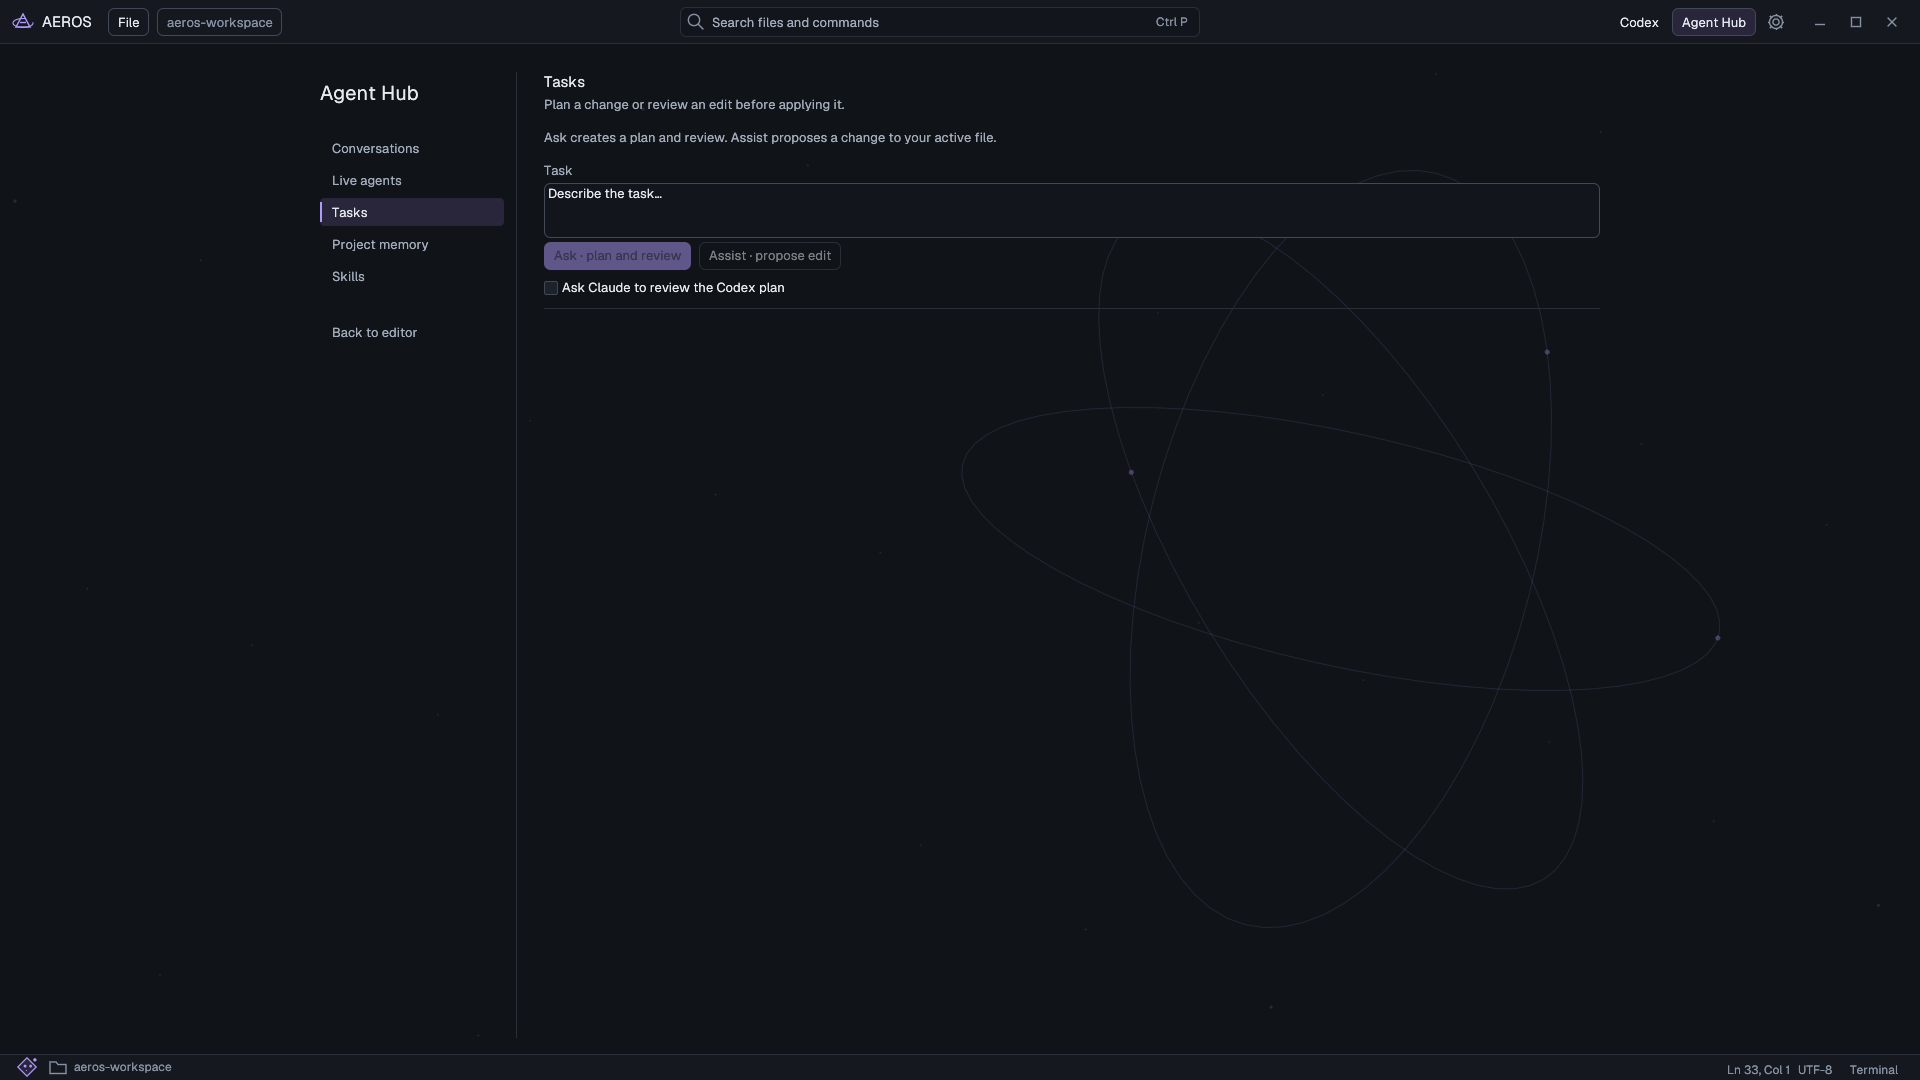 AEROS File aeros-workspace Search files and commands Ctrl P Codex Agent Hub
Agent Hub
Conversations
Live agents
Tasks
Project memory
Skills
Back to editor
Tasks
Plan a change or review an edit before applying it.
Ask creates a plan and review. Assist proposes a change to your active file.
Task
Describe the task...
Ask · plan and review Assist · propose edit
Ask Claude to review the Codex plan
aeros-workspace Ln 33, Col 1 UTF-8 Terminal